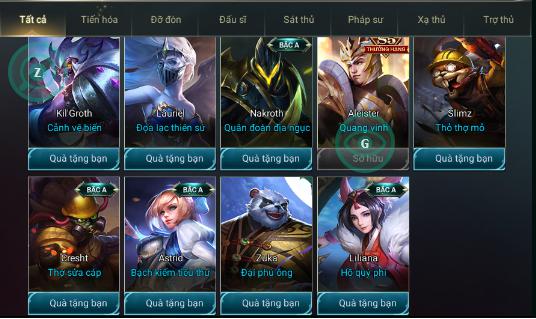 Tất cả Tiến hóa Đỡ đòn Đấu sĩ Sát thủ Pháp sư Xạ thủ Trợ thủ
BẬC A S5
THƯỞNG HẠNG
Z
Kil'Groth Lauriel Nakroth Aleister Slimz
Cảnh vệ biển Đọa lạc thiên sứ Quân đoàn địa ngục Quang vinh Thỏ thợ mỏ
G
Quà tặng bạn Quà tặng bạn Quà tặng bạn Sở hữu Quà tặng bạn
BẬC A BẬC A BẬC A
Cresht Astrid Zuka Liliana
Thợ sửa cáp Bạch kiếm tiểu thư Đại phú ông Hồ quý phi
Quà tặng bạn Quà tặng bạn Quà tặng bạn Quà tặng bạn